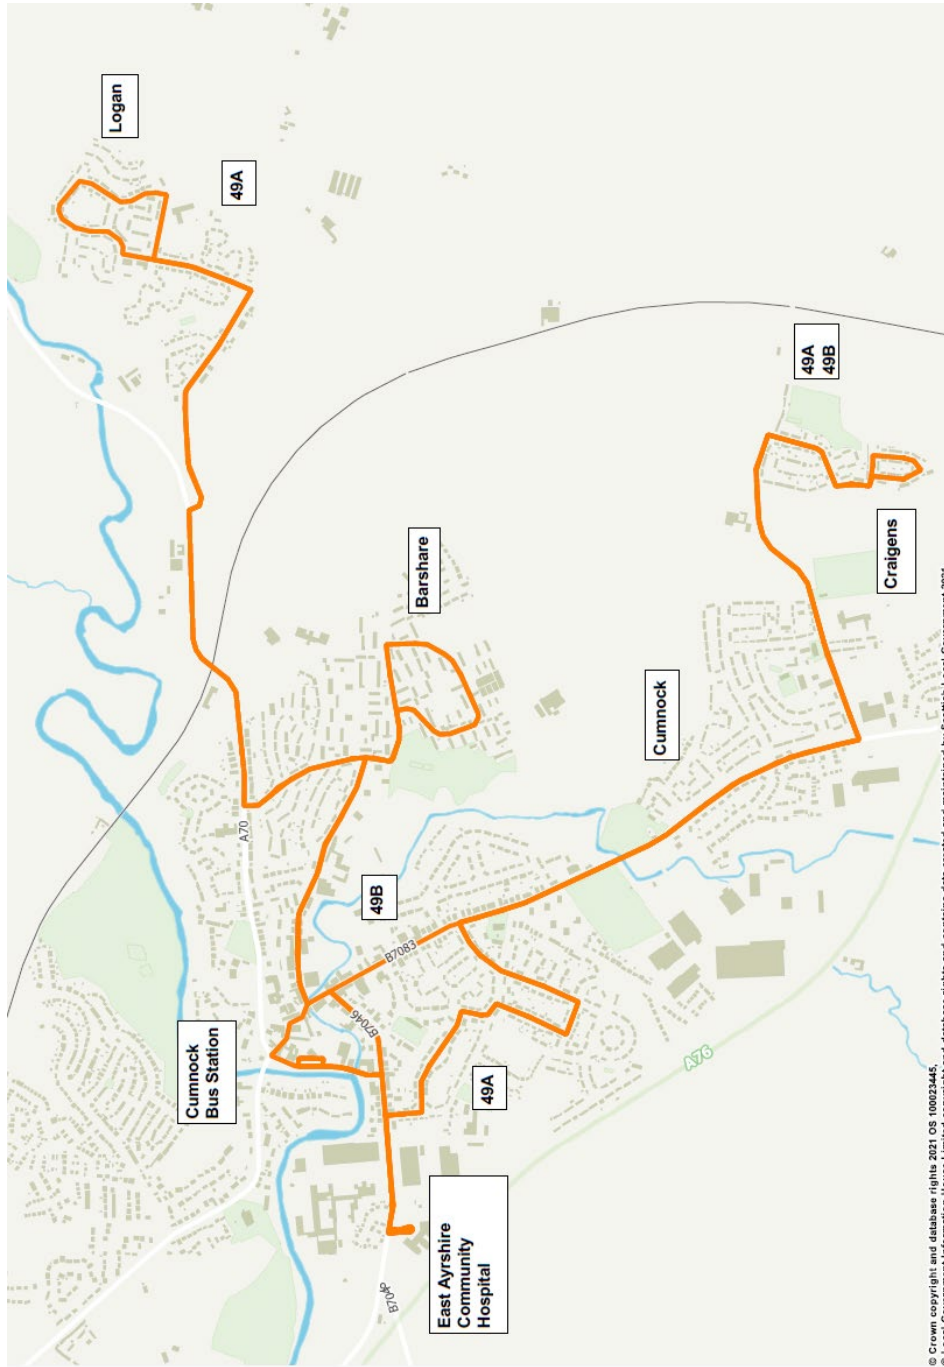 Logan
49A
A70
Cumnock
Bus Station
Barshare
49A
49B
49B
B7083
B7046
Cumnock
Craigens
49A
A76
B7046
East Ayrshire
Community
Hospital
© Crown copyright and database rights 2021 OS 100023445.